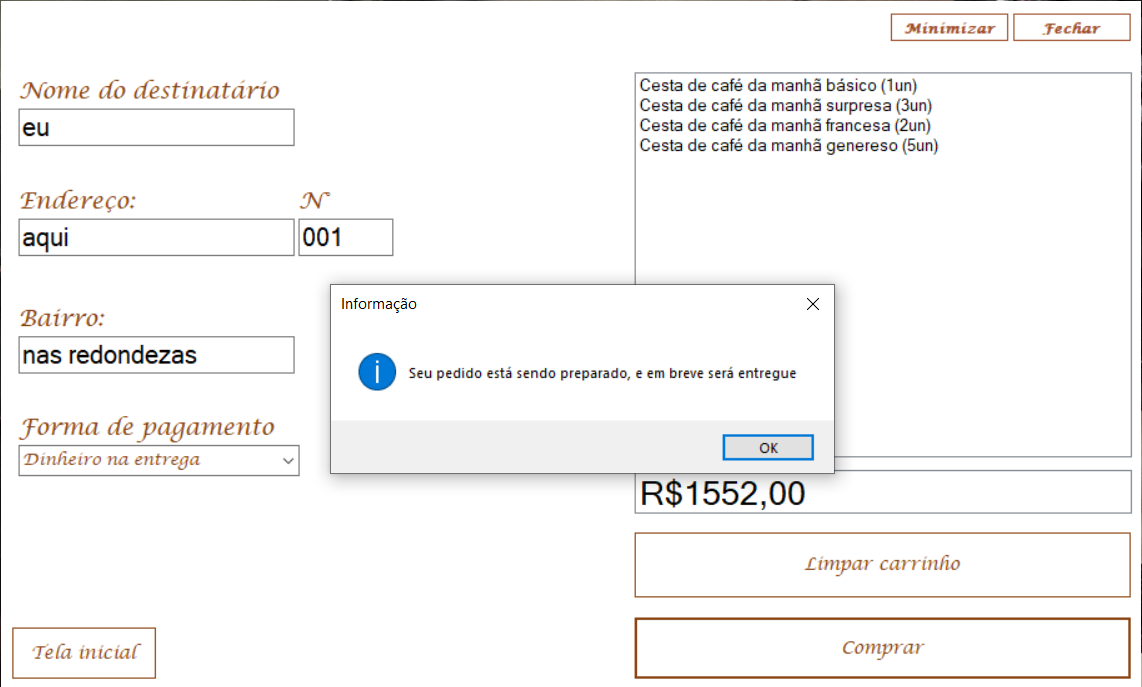 Minimizar
Fechar
Nome do destinatário
eu
Endereço:
N°
aqui
001
Bairro:
nas redondezas
Forma de pagamento
Dinheiro na entrega
Tela inicial
Cesta de café da manhã básico (1un)
Cesta de café da manhã surpresa (3un)
Cesta de café da manhã francesa (2un)
Cesta de café da manhã genereso (5un)
Informação
Seu pedido está sendo preparado, e em breve será entregue
OK
R$1552,00
Limpar carrinho
Comprar